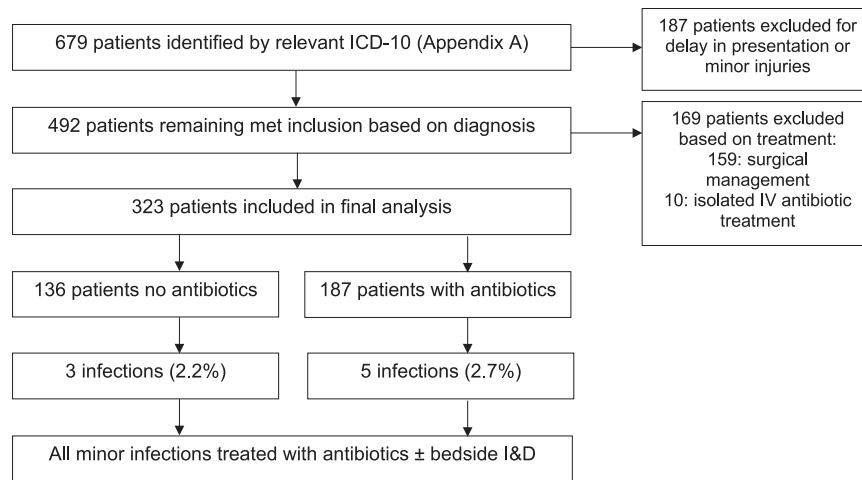 679 patients identified by relevant ICD-10 (Appendix A)
187 patients excluded for
delay in presentation or
minor injuries
492 patients remaining met inclusion based on diagnosis
169 patients excluded
based on treatment:
159: surgical
management
10: isolated IV antibiotic
treatment
323 patients included in final analysis
136 patients no antibiotics
187 patients with antibiotics
3 infections (2.2%)
5 infections (2.7%)
All minor infections treated with antibiotics ± bedside I&D